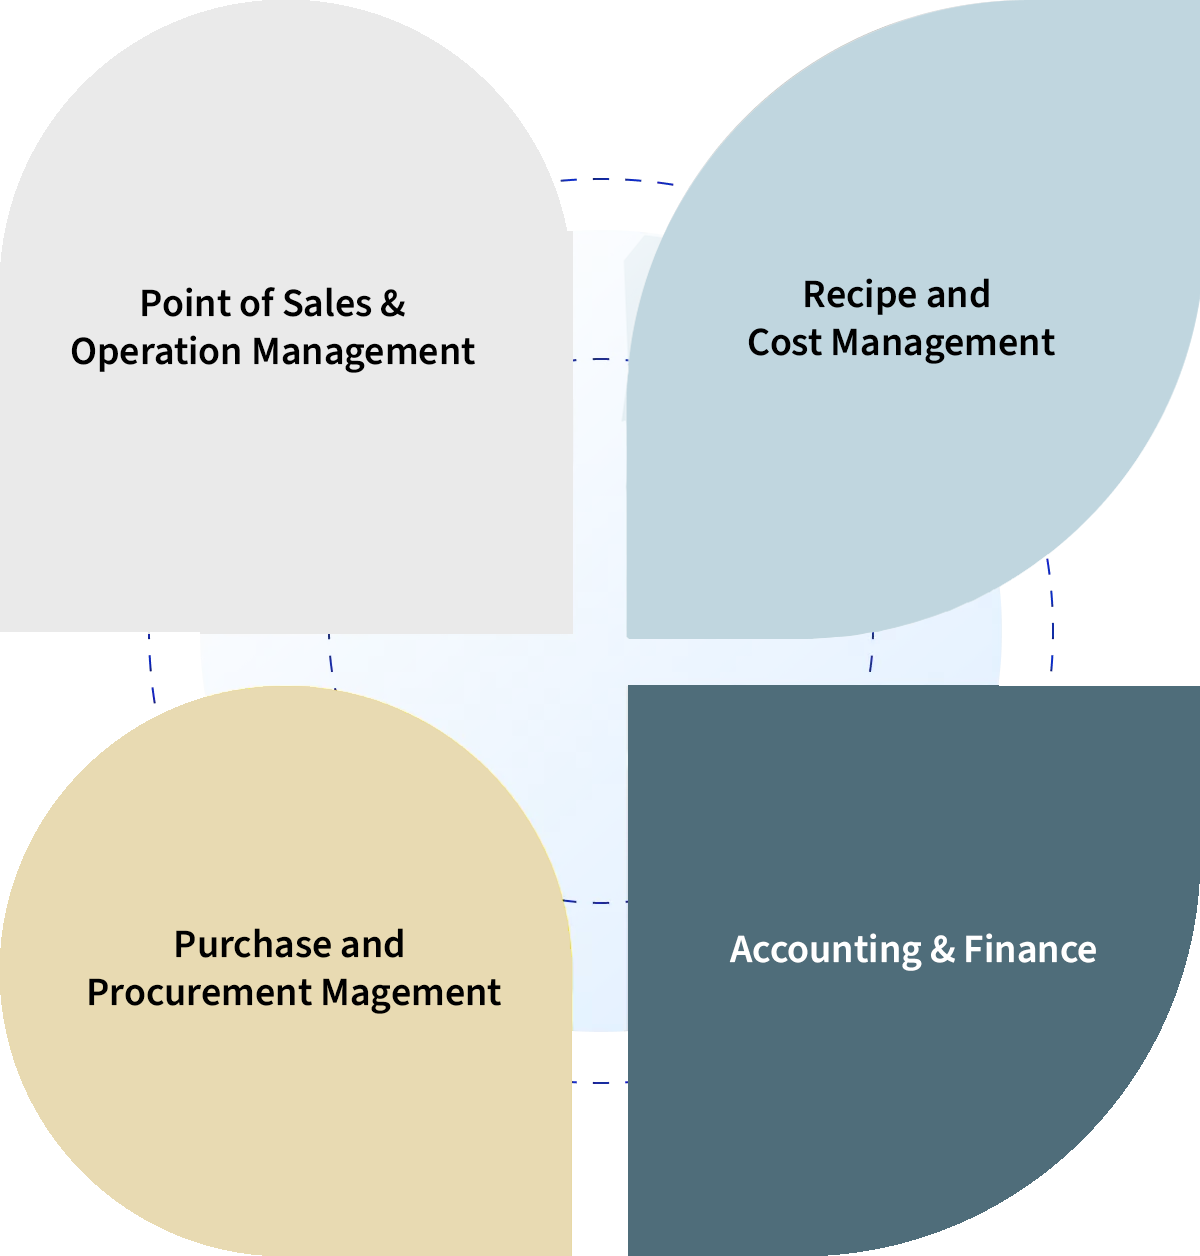 Point of Sales &
Operation Management
Recipe and
Cost Management
Purchase and
Procurement Magement
Accounting & Finance